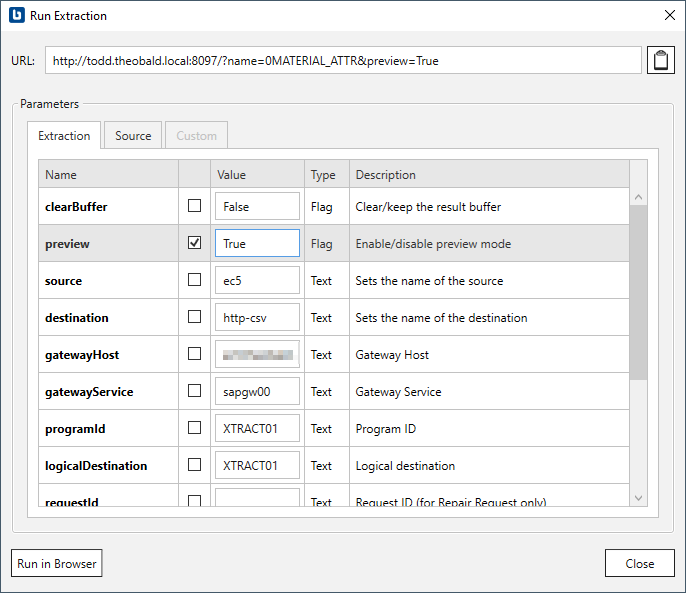 Run Extraction
URL: http://todd.theobald.local:8097/?name=0MATERIAL_ATTR&preview=True
Parameters
Extraction Source Custom
Name Value Type Description
clearBuffer False Flag Clear/keep the result buffer
preview True Flag Enable/disable preview mode
source ec5 Text Sets the name of the source
destination http-csv Text Sets the name of the destination
gatewayHost Text Gateway Host
gatewayService sapgw00 Text Gateway Service
programId XTRACT01 Text Program ID
logicalDestination XTRACT01 Text Logical destination
requestId Text Request ID (for Repair Request only)
Run in Browser Close